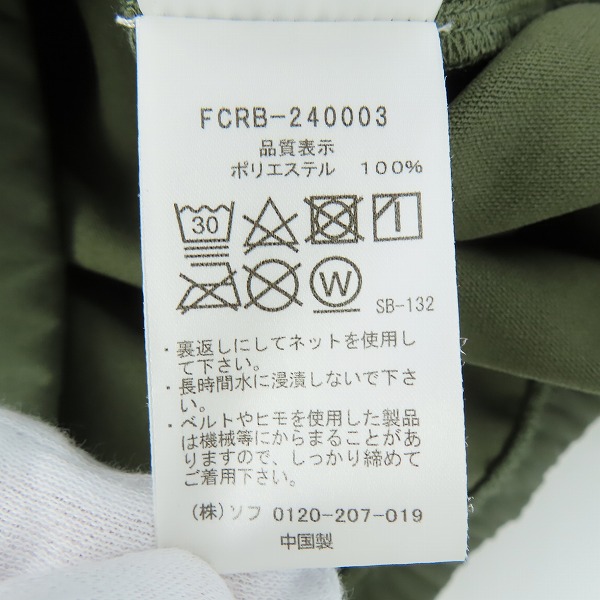 FCRB-240003
品質表示
ポリエステル 100%
30
W
SB-132
・裏返しにしてネットを使用し
て下さい。
・長時間水に浸漬しないで下さ
い。
・ベルトやヒモを使用した製品
は機械等にからまることがあ
りますので、しっかり締めて
ご着用下さい。
(株)ソフ 0120-207-019
中国製